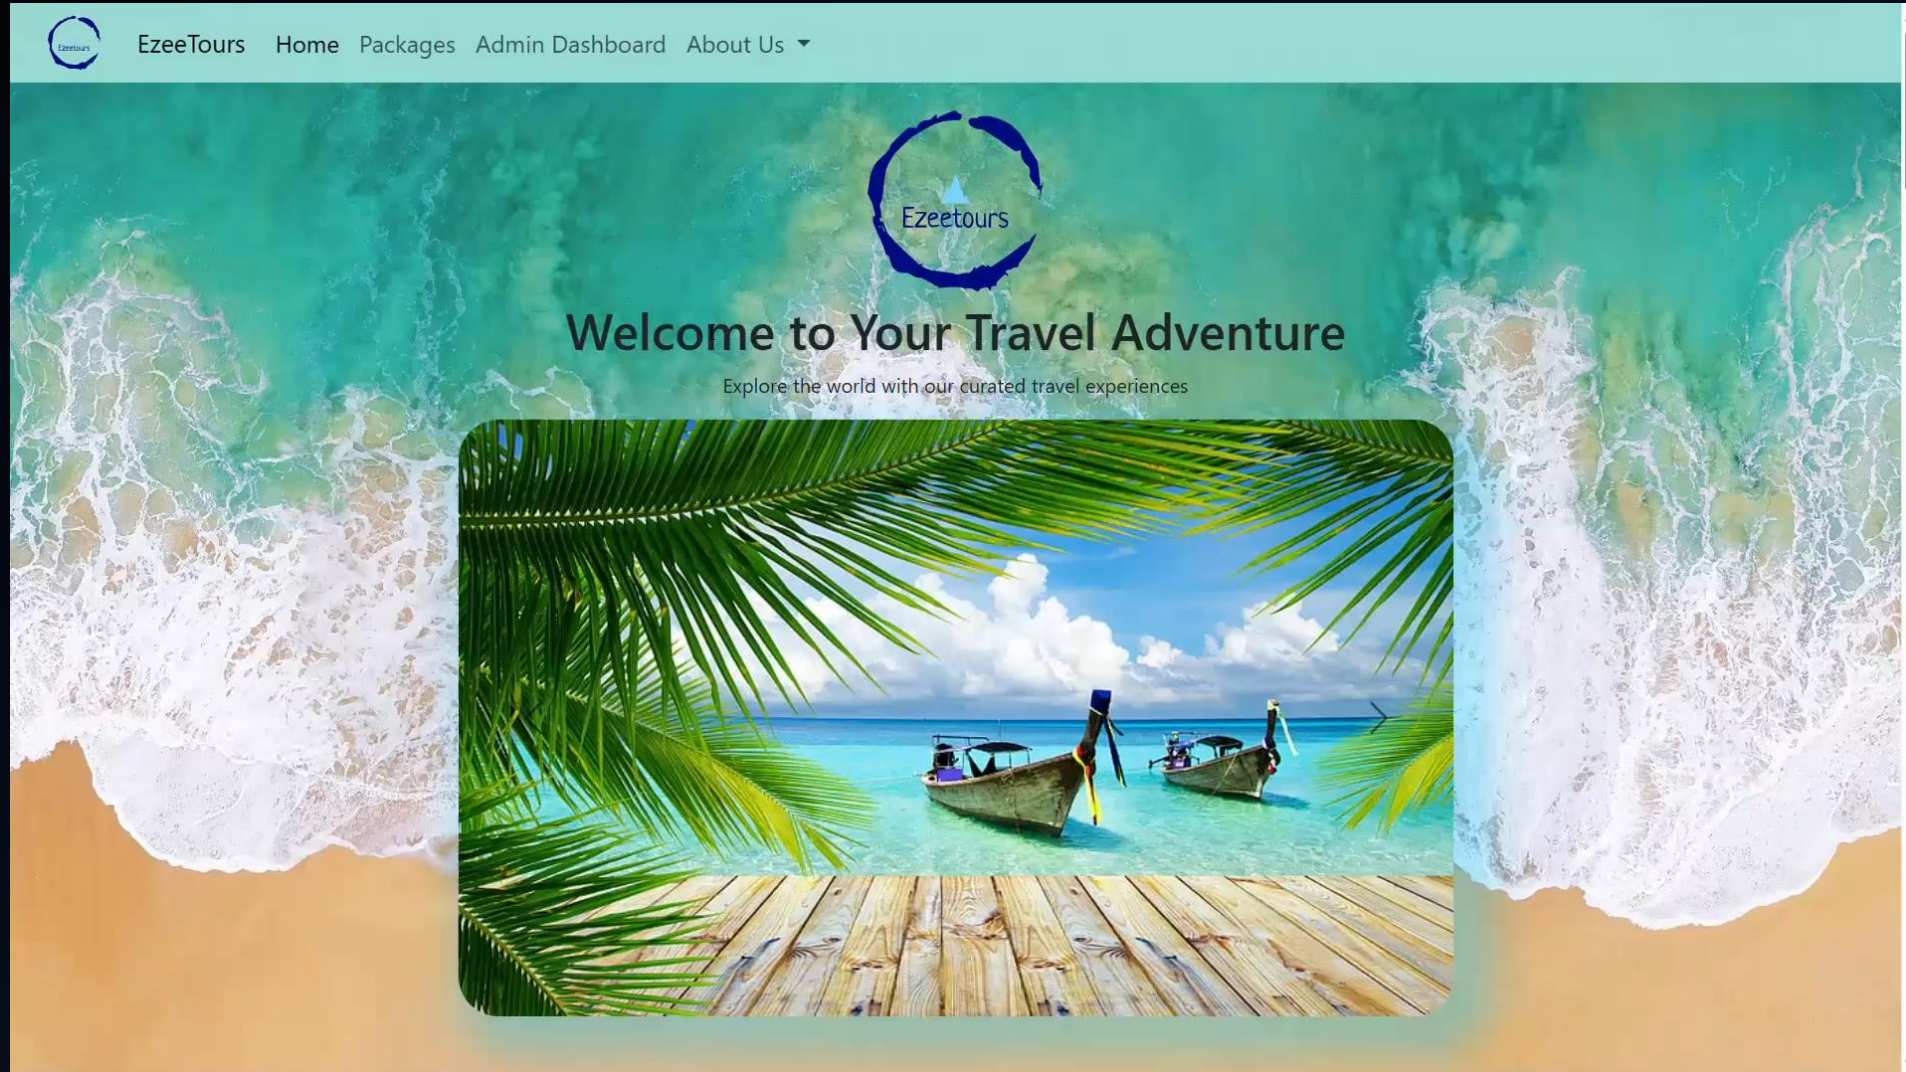 Ezeetours
EzeeTours Home Packages Admin Dashboard About Us
Ezeetours
Welcome to Your Travel Adventure
Explore the world with our curated travel experiences